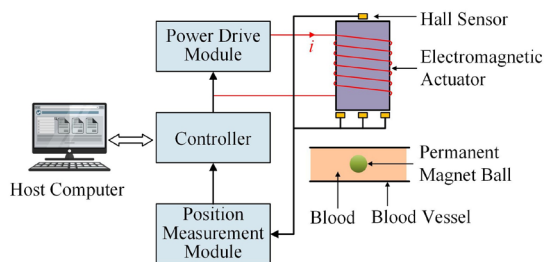 Power Drive
Module
i
Hall Sensor
Electromagnetic
Actuator
Controller
Host Computer
Permanent
Magnet Ball
Position
Measurement
Module
Blood
Blood Vessel